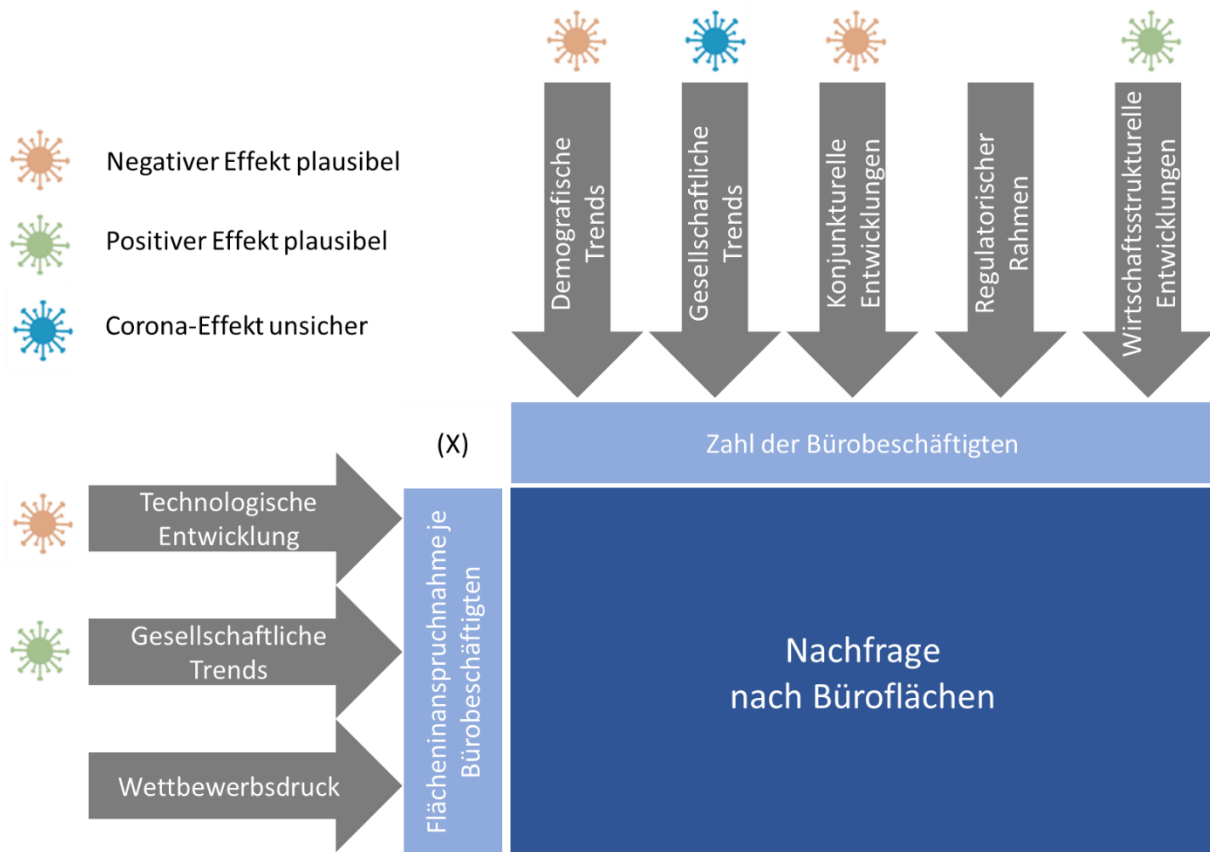 Negativer Effekt plausibel
Positiver Effekt plausibel
Corona-Effekt unsicher
Demografische
Trends
Gesellschaftliche
Trends
Konjunkturelle
Entwicklungen
Regulatorischer
Rahmen
Wirtschaftsstrukturelle
Entwicklungen
(X)
Zahl der Bürobeschäftigten
Technologische
Entwicklung
Gesellschaftliche
Trends
Wettbewerbsdruck
Flächeninanspruchnahme je
Bürobeschäftigten
Nachfrage
nach Büroflächen